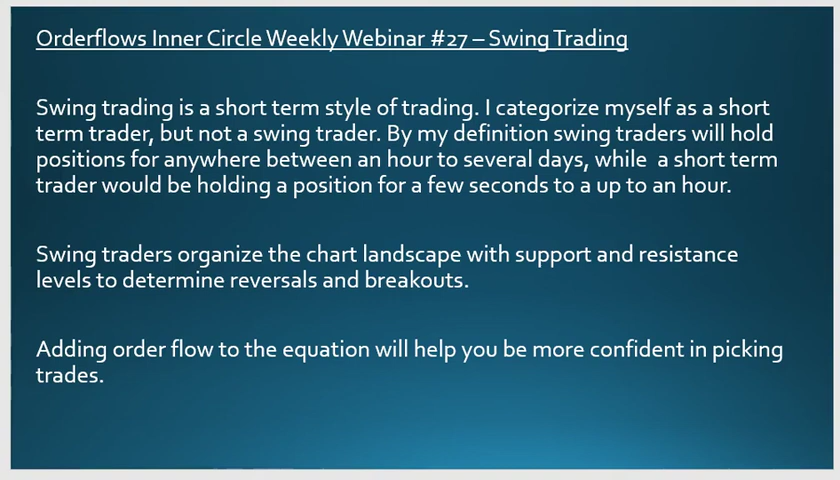 Orderflows Inner Circle Weekly Webinar #27 – Swing Trading
Swing trading is a short term style of trading. I categorize myself as a short
term trader, but not a swing trader. By my definition swing traders will hold
positions for anywhere between an hour to several days, while  a short term
trader would be holding a position for a few seconds to a up to an hour.
Swing traders organize the chart landscape with support and resistance
levels to determine reversals and breakouts.
Adding order flow to the equation will help you be more confident in picking
trades.